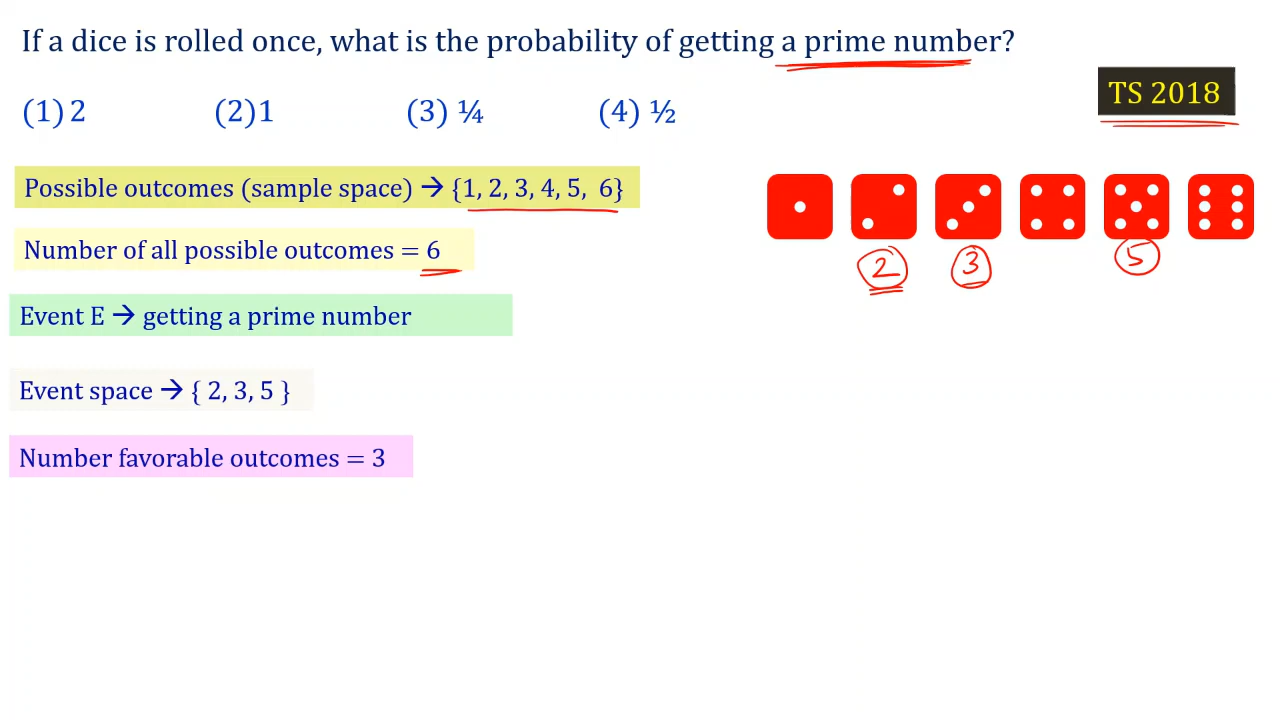 If a dice is rolled once, what is the probability of getting a prime number?
TS 2018
(1) 2 (2)1 (3) ¼ (4) ½
Possible outcomes (sample space) → {1, 2, 3, 4, 5, 6}
Number of all possible outcomes = 6
2 3 5
Event E → getting a prime number
Event space → { 2, 3, 5 }
Number favorable outcomes = 3